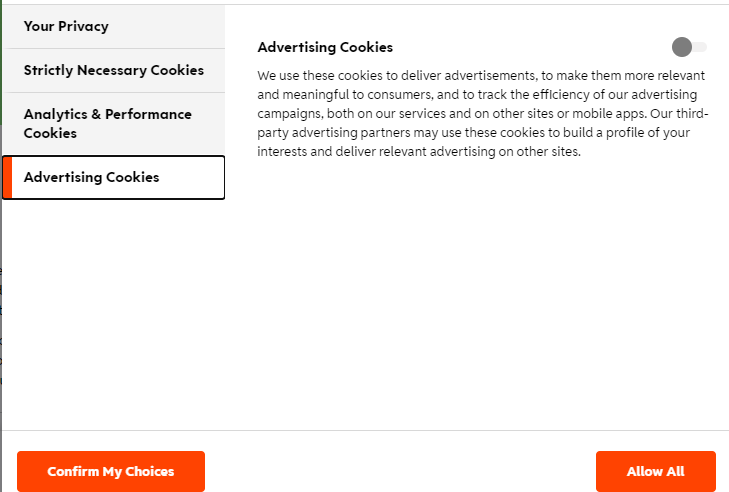 Your Privacy
Strictly Necessary Cookies
Analytics & Performance
Cookies
Advertising Cookies
Advertising Cookies
We use these cookies to deliver advertisements, to make them more relevant
and meaningful to consumers, and to track the efficiency of our advertising
campaigns, both on our services and on other sites or mobile apps. Our third-
party advertising partners may use these cookies to build a profile of your
interests and deliver relevant advertising on other sites.
Confirm My Choices
Allow All